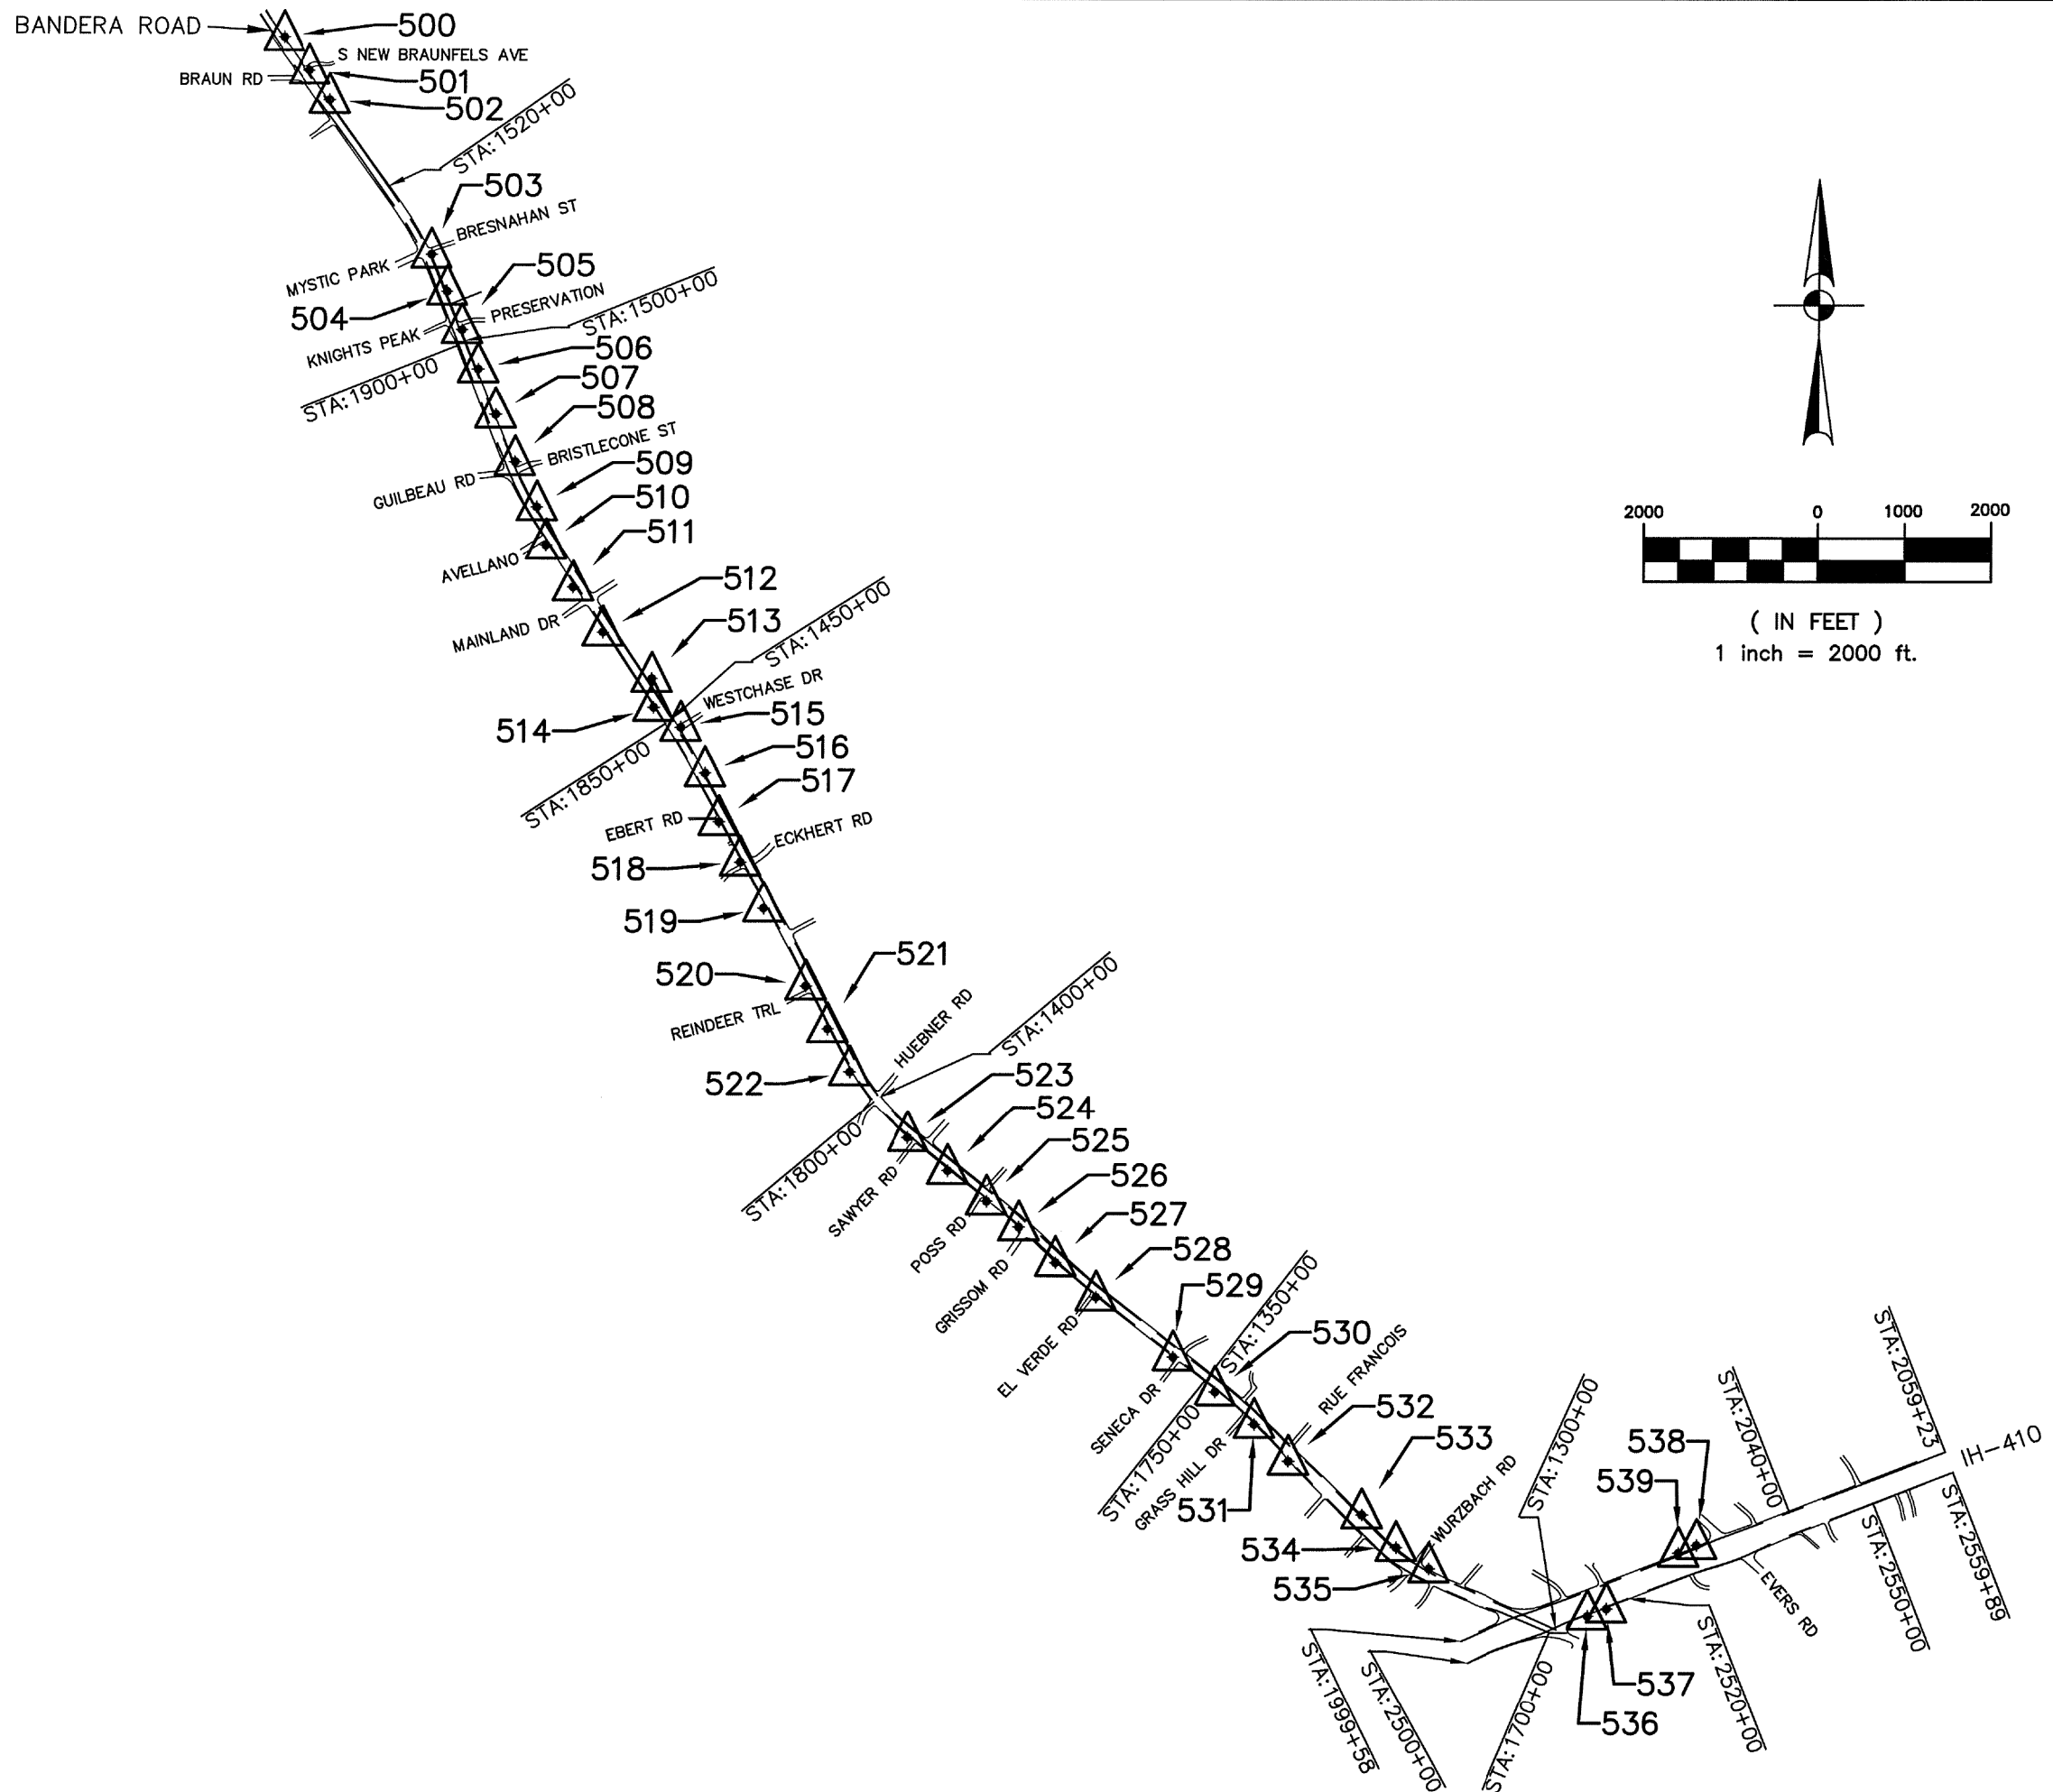 BANDERA ROAD
500
S NEW BRAUNFELS AVE
BRAUN RD
501
502
STA:1520+00
503
BRESNAHAN ST
MYSTIC PARK
504
505
PRESERVATION
STA:1500+00
KNIGHTS PEAK
506
STA:1900+00
507
508
BRISTLECONE ST
509
GUILBEAU RD
510
511
AVELLANO
512
MAINLAND DR
513
STA:1450+00
WESTCHASE DR
514
515
516
STA:1850+00
517
EBERT RD
ECKHERT RD
518
519
520
521
REINDEER TRL
HUEBNER RD
STA:1400+00
522
523
524
STA:1800+00
525
SAWYER RD
526
POSS RD
527
GRISSOM RD
528
529
STA:1350+00
EL VERDE RD
530
SENECA DR
RUE FRANCOIS
STA:1750+00
532
GRASS HILL DR
531
533
WURZBACH RD
534
535
STA:1300+00
538
539
STA:2040+00
STA:2059+23
IH-410
EVERS RD
STA:2550+00
STA:2559+89
STA:1999+58
STA:2500+00
STA:1700+00
537
536
STA:2520+00
2000 0 1000 2000
( IN FEET )
1 inch = 2000 ft.